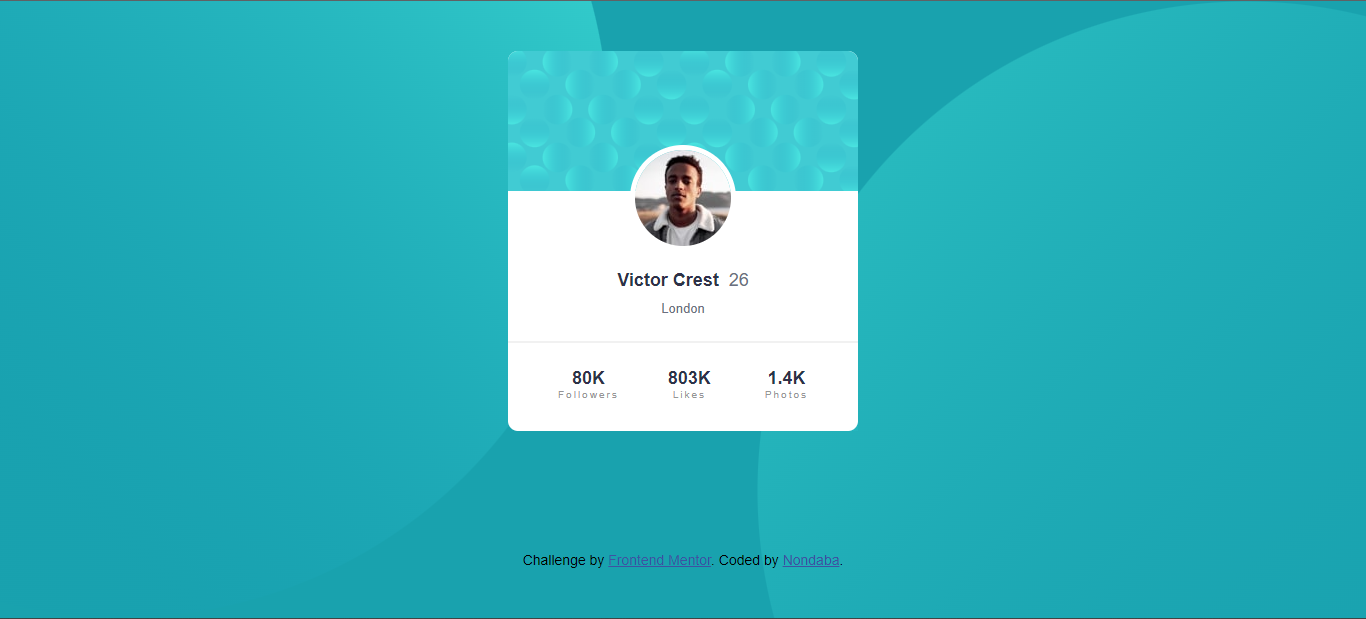 Victor Crest 26
London
80K 803K 1.4K
Followers Likes Photos
Challenge by Frontend Mentor. Coded by Nondaba.